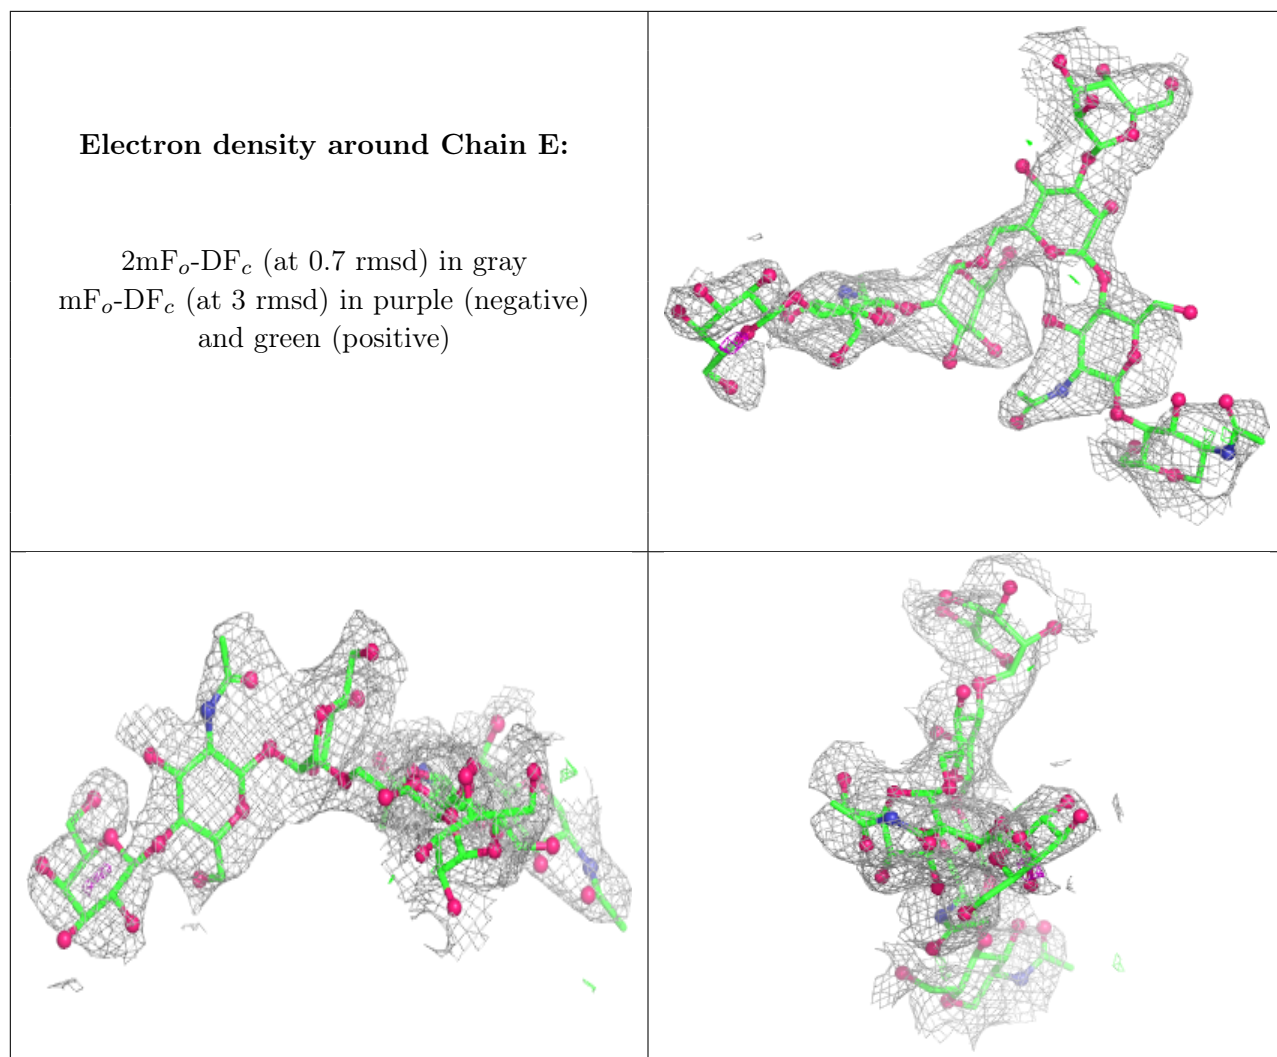 Electron density around Chain E:
2mFo-DFc (at 0.7 rmsd) in gray
mFo-DFc (at 3 rmsd) in purple (negative)
and green (positive)